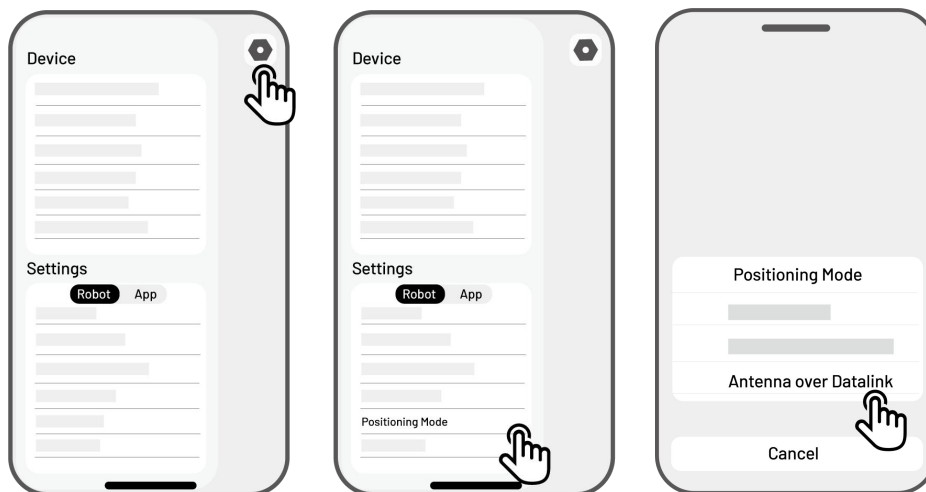 Device
Settings
Robot App
Device
Settings
Robot App
Positioning Mode
Positioning Mode
Antenna over Datalink
Cancel